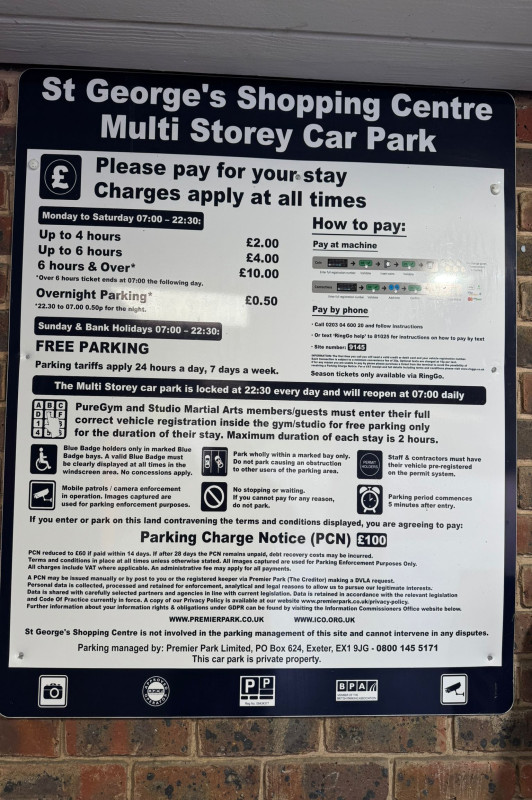 St George's Shopping Centre
Multi Storey Car Park
£
Please pay for your stay
Charges apply at all times
Monday to Saturday 07:00 – 22:30:
Up to 4 hours £2.00
Up to 6 hours £4.00
6 hours & Over* £10.00
*Over 6 hours ticket ends at 07:00 the following day.
Overnight Parking* £0.50
*22.30 to 07.00 0.50p for the night.
Sunday & Bank Holidays 07:00 – 22:30:
FREE PARKING
Parking tariffs apply 24 hours a day, 7 days a week.
How to pay:
Pay at machine
Pay by phone
· Call 0203 04 600 20 and follow instructions
· Or text 'RingGo help' to 81025 for instructions on how to pay by text
· Site number: 9145
Season tickets only available via RingGo.
The Multi Storey car park is locked at 22:30 every day and will reopen at 07:00 daily
A B C
D F
1
4
PureGym and Studio Martial Arts members/guests must enter their full
correct vehicle registration inside the gym/studio for free parking only
for the duration of their stay. Maximum duration of each stay is 2 hours.
Blue Badge holders only in marked Blue
Badge bays. A valid Blue Badge must
be clearly displayed at all times in the
windscreen area. No concessions apply.
Park wholly within a marked bay only.
Do not park causing an obstruction
to other users of the parking area.
PERMIT
HOLDERS
Staff & contractors must have
their vehicle pre-registered
on the permit system.
Mobile patrols / camera enforcement
in operation. Images captured are
used for parking enforcement purposes.
No stopping or waiting.
If you cannot pay for any reason,
do not park.
Parking period commences
5 minutes after entry.
If you enter or park on this land contravening the terms and conditions displayed, you are agreeing to pay:
Parking Charge Notice (PCN) £100
PCN reduced to £60 if paid within 14 days. If after 28 days the PCN remains unpaid, debt recovery costs may be incurred.
Terms and conditions in place at all times unless otherwise stated. All images captured are used for Parking Enforcement Purposes Only.
All charges include VAT where applicable. An administrative fee may apply for all payments.
A PCN may be issued manually or by post to you or the registered keeper via Premier Park (The Creditor) making a DVLA request.
Personal data is collected, processed and retained for enforcement, analytical and legal reasons to allow us to pursue our legitimate interests.
Data is shared with carefully selected partners and agencies in line with current legislation. Data is retained in accordance with the relevant legislation
and Code Of Practice currently in force. A copy of our Privacy Policy is available at our website www.premierpark.co.uk/privacy-policy.
Further information about your information rights & obligations under GDPR can be found by visiting the Information Commissioners Office website below.
WWW.PREMIERPARK.CO.UK WWW.ICO.ORG.UK
St George's Shopping Centre is not involved in the parking management of this site and cannot intervene in any disputes.
Parking managed by: Premier Park Limited, PO Box 624, Exeter, EX1 9JG - 0800 145 5171
This car park is private property.
P P
BPA